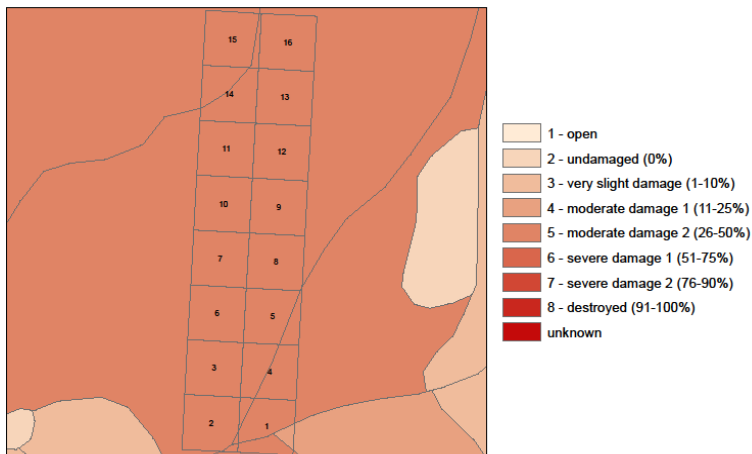 15 16
14 13
11 12
10 9
7 8
6 5
3 4
2 1
1 - open
2 - undamaged (0%)
3 - very slight damage (1-10%)
4 - moderate damage 1 (11-25%)
5 - moderate damage 2 (26-50%)
6 - severe damage 1 (51-75%)
7 - severe damage 2 (76-90%)
8 - destroyed (91-100%)
unknown